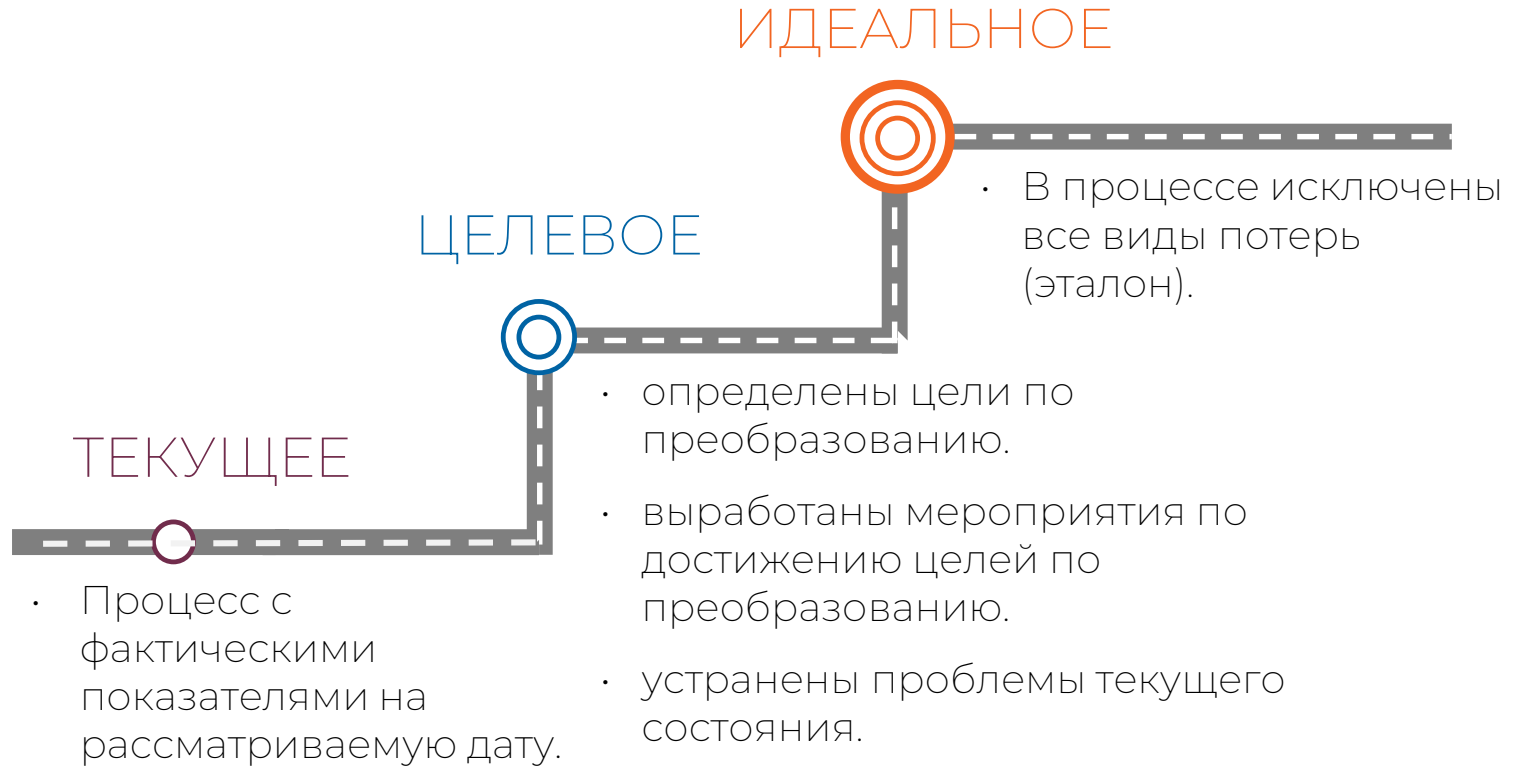 ИДЕАЛЬНОЕ
· В процессе исключены
все виды потерь
(эталон).
ЦЕЛЕВОЕ
· определены цели по
преобразованию.
· выработаны мероприятия по
достижению целей по
преобразованию.
· устранены проблемы текущего
состояния.
ТЕКУЩЕЕ
· Процесс с
фактическими
показателями на
рассматриваемую дату.